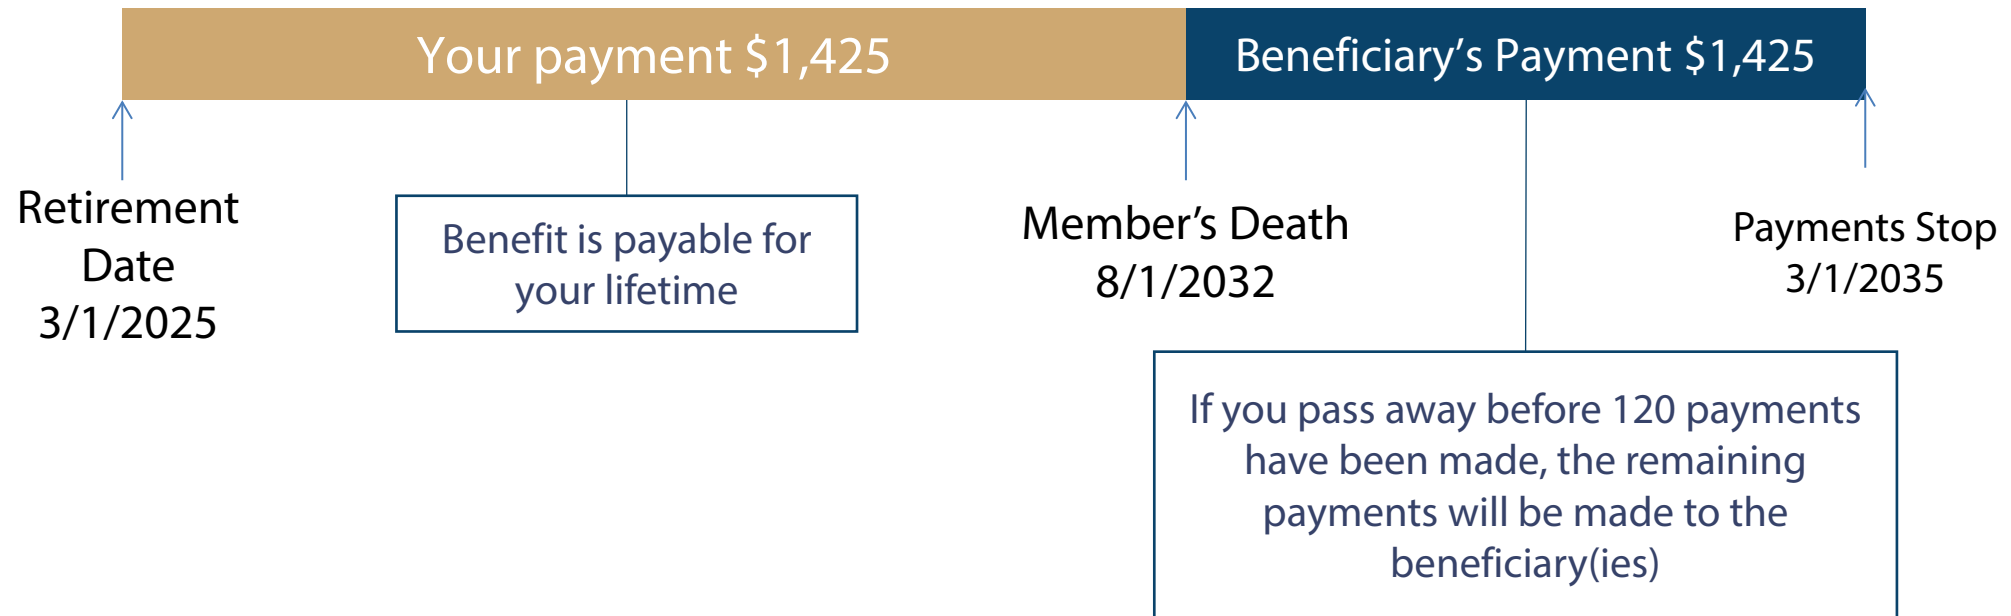 Your payment $1,425
Beneficiary’s Payment $1,425
Retirement
Date
3/1/2025
Benefit is payable for
your lifetime
Member’s Death
8/1/2032
Payments Stop
3/1/2035
If you pass away before 120 payments
have been made, the remaining
payments will be made to the
beneficiary(ies)